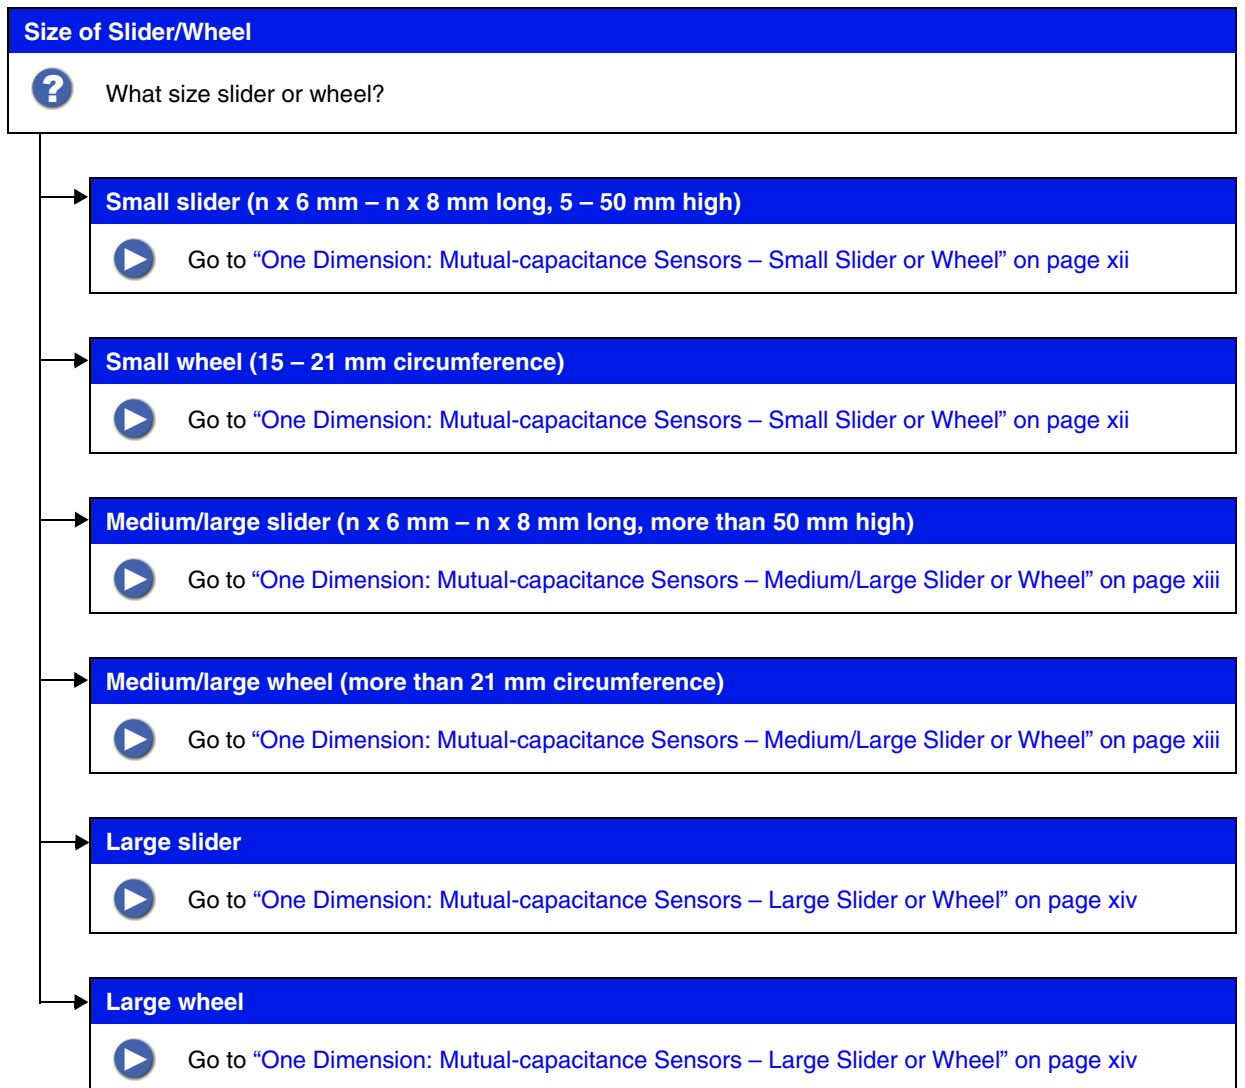 Size of Slider/Wheel
?
What size slider or wheel?
Small slider (n x 6 mm – n x 8 mm long, 5 – 50 mm high)
Go to “One Dimension: Mutual-capacitance Sensors – Small Slider or Wheel” on page xii
Small wheel (15 – 21 mm circumference)
Go to “One Dimension: Mutual-capacitance Sensors – Small Slider or Wheel” on page xii
Medium/large slider (n x 6 mm – n x 8 mm long, more than 50 mm high)
Go to “One Dimension: Mutual-capacitance Sensors – Medium/Large Slider or Wheel” on page xiii
Medium/large wheel (more than 21 mm circumference)
Go to “One Dimension: Mutual-capacitance Sensors – Medium/Large Slider or Wheel” on page xiii
Large slider
Go to “One Dimension: Mutual-capacitance Sensors – Large Slider or Wheel” on page xiv
Large wheel
Go to “One Dimension: Mutual-capacitance Sensors – Large Slider or Wheel” on page xiv